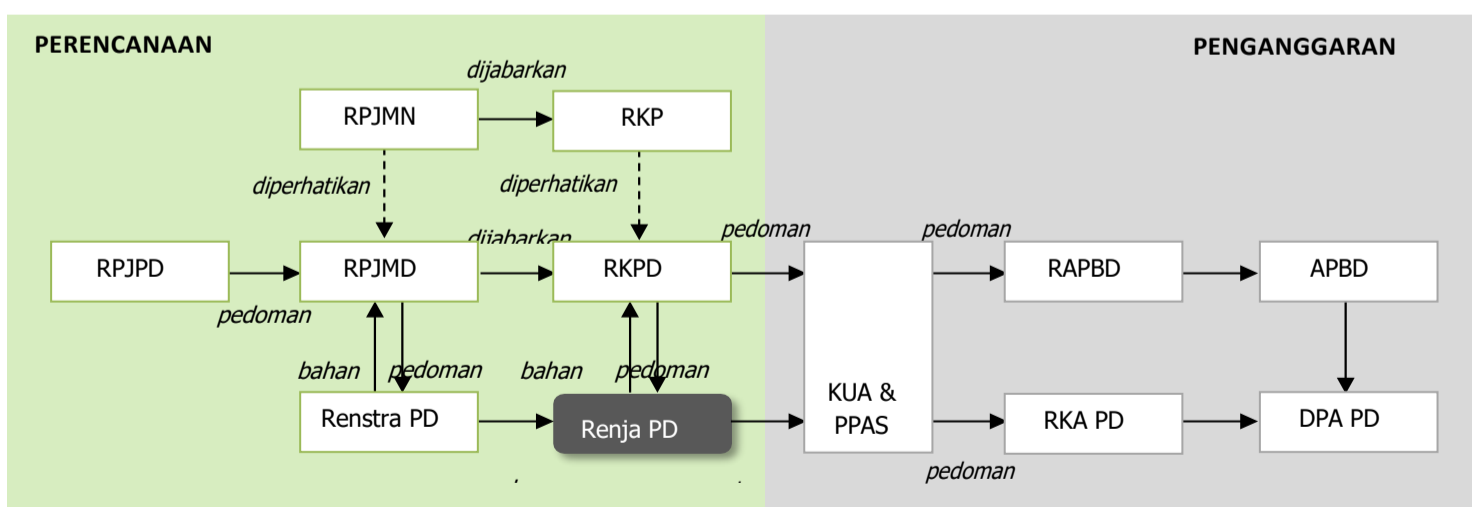 PERENCANAAN
PENGANGGARAN
dijabarkan
RPJMN
RKP
diperhatikan
diperhatikan
pedoman
pedoman
dijabarkan
RPJPD
RPJMD
RKPD
RAPBD
APBD
pedoman
bahan
pedoman
bahan
pedoman
KUA &
PPAS
Renstra PD
Renja PD
RKA PD
DPA PD
pedoman